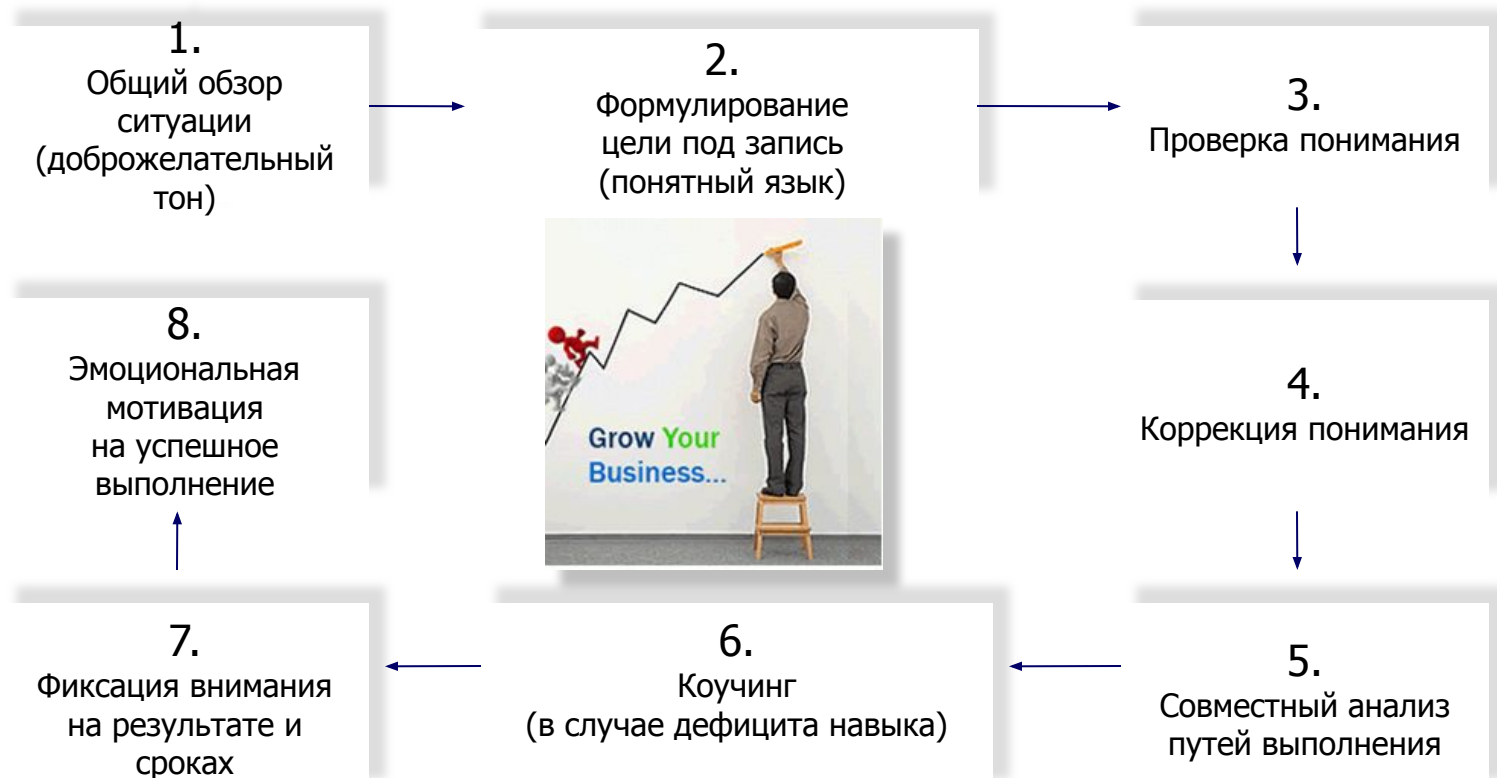 1.
Общий обзор
ситуации
(доброжелательный
тон)
2.
Формулирование
цели под запись
(понятный язык)
3.
Проверка понимания
4.
Коррекция понимания
5.
Совместный анализ
путей выполнения
6.
Коучинг
(в случае дефицита навыка)
7.
Фиксация внимания
на результате и
сроках
8.
Эмоциональная
мотивация
на успешное
выполнение
Grow Your
Business...